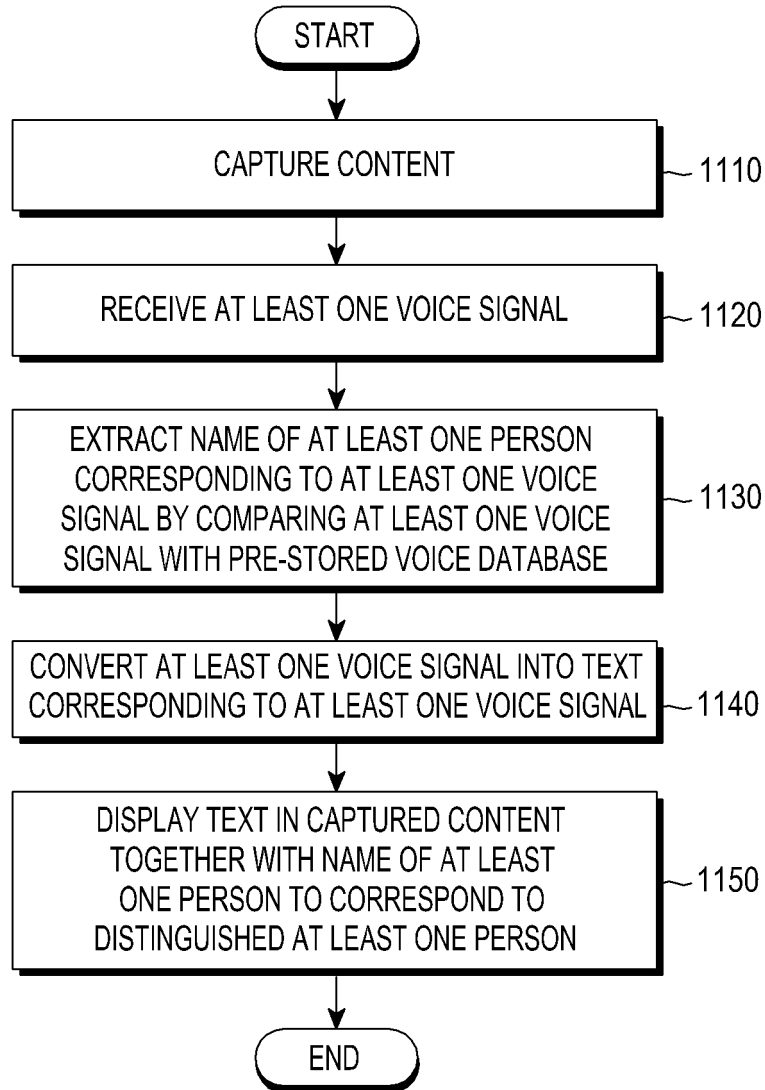 START
CAPTURE CONTENT
1110
RECEIVE AT LEAST ONE VOICE SIGNAL
1120
EXTRACT NAME OF AT LEAST ONE PERSON
CORRESPONDING TO AT LEAST ONE VOICE
SIGNAL BY COMPARING AT LEAST ONE VOICE
SIGNAL WITH PRE-STORED VOICE DATABASE
1130
CONVERT AT LEAST ONE VOICE SIGNAL INTO TEXT
CORRESPONDING TO AT LEAST ONE VOICE SIGNAL
1140
DISPLAY TEXT IN CAPTURED CONTENT
TOGETHER WITH NAME OF AT LEAST
ONE PERSON TO CORRESPOND TO
DISTINGUISHED AT LEAST ONE PERSON
1150
END